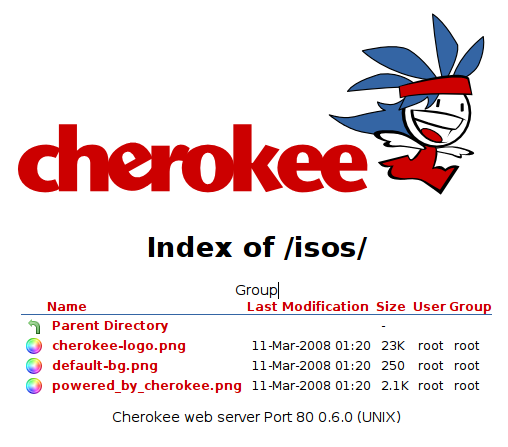 cherokee
Index of /isos/
Group
Name Last Modification Size User Group
Parent Directory -
cherokee-logo.png 11-Mar-2008 01:20 23K root root
default-bg.png 11-Mar-2008 01:20 250 root root
powered_by_cherokee.png 11-Mar-2008 01:20 2.1K root root
Cherokee web server Port 80 0.6.0 (UNIX)